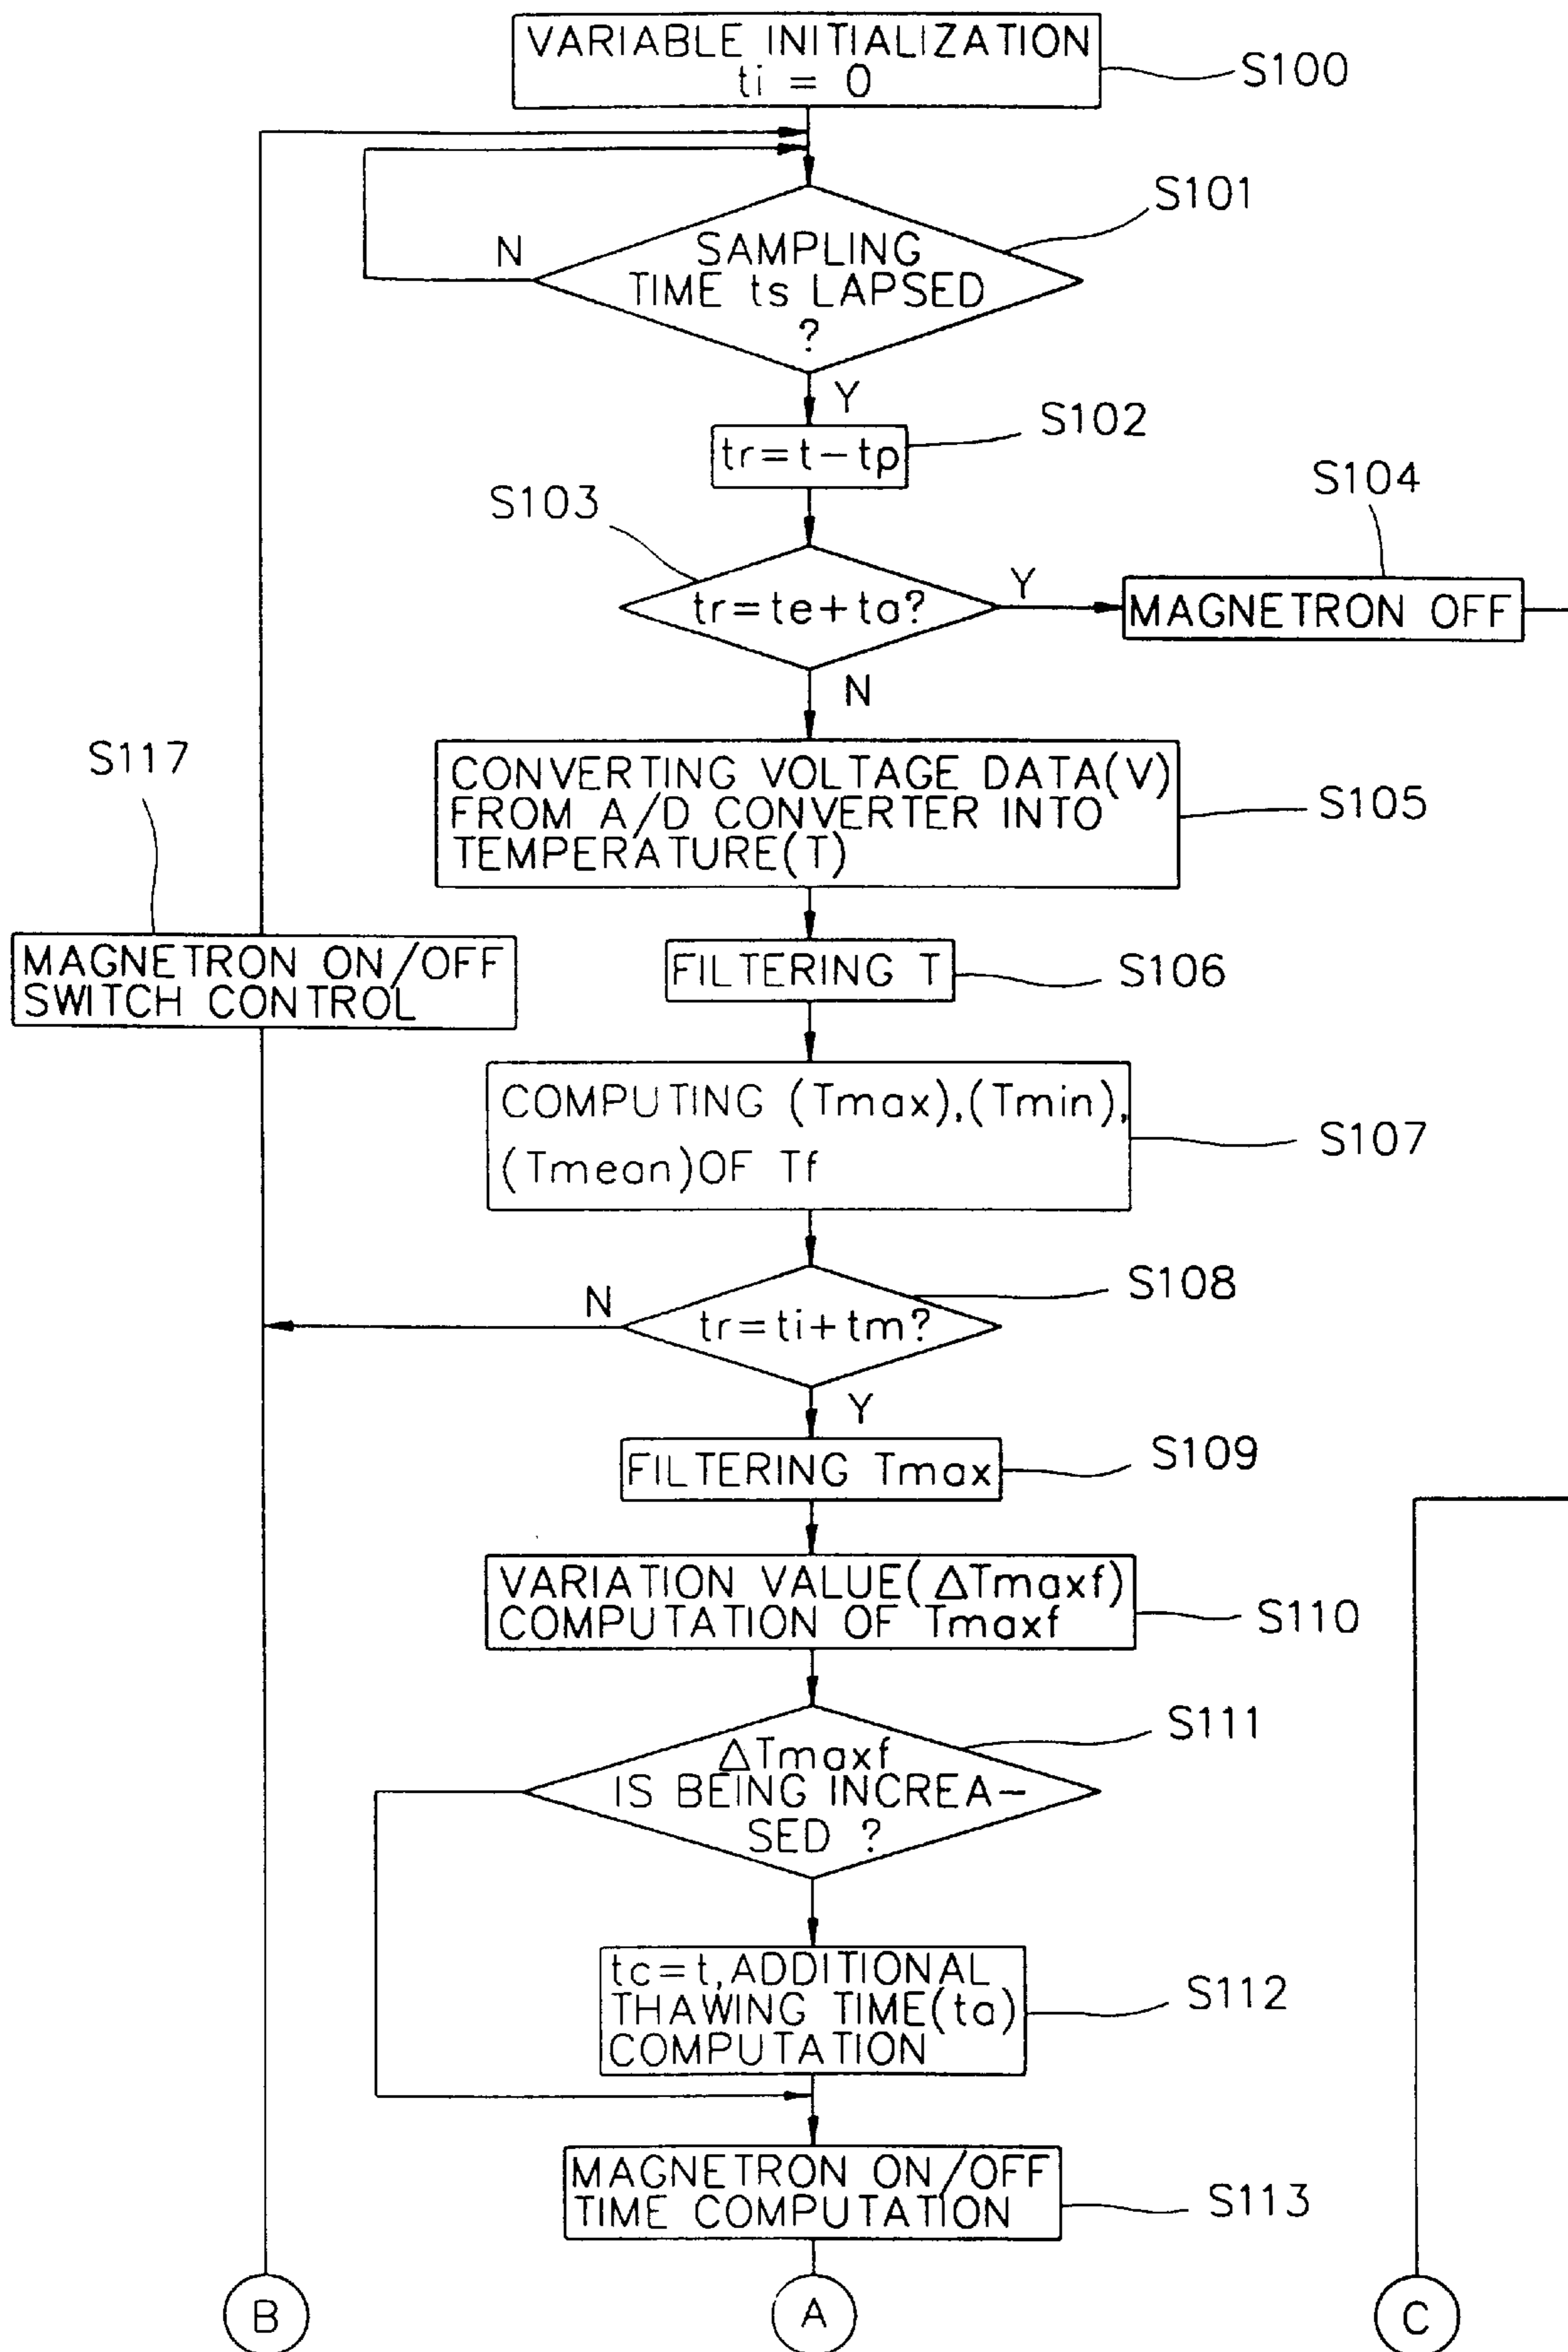 VARIABLE INITIALIZATION
ti = 0
S100
S101
SAMPLING
TIME ts LAPSED
?
N
Y
S102
tr=t-tp
S103
tr=te+ta?
Y
S104
MAGNETRON OFF
N
S117
CONVERTING VOLTAGE DATA(V)
FROM A/D CONVERTER INTO
TEMPERATURE(T)
S105
MAGNETRON ON/OFF
SWITCH CONTROL
FILTERING T
S106
COMPUTING (Tmax),(Tmin),
(Tmean)OF Tf
S107
S108
N
tr=ti+tm?
Y
FILTERING Tmax
S109
VARIATION VALUE(ΔTmaxf)
COMPUTATION OF Tmaxf
S110
S111
ΔTmaxf
IS BEING INCREA-
SED ?
tc=t,ADDITIONAL
THAWING TIME(ta)
COMPUTATION
S112
MAGNETRON ON/OFF
TIME COMPUTATION
S113
B
A
C